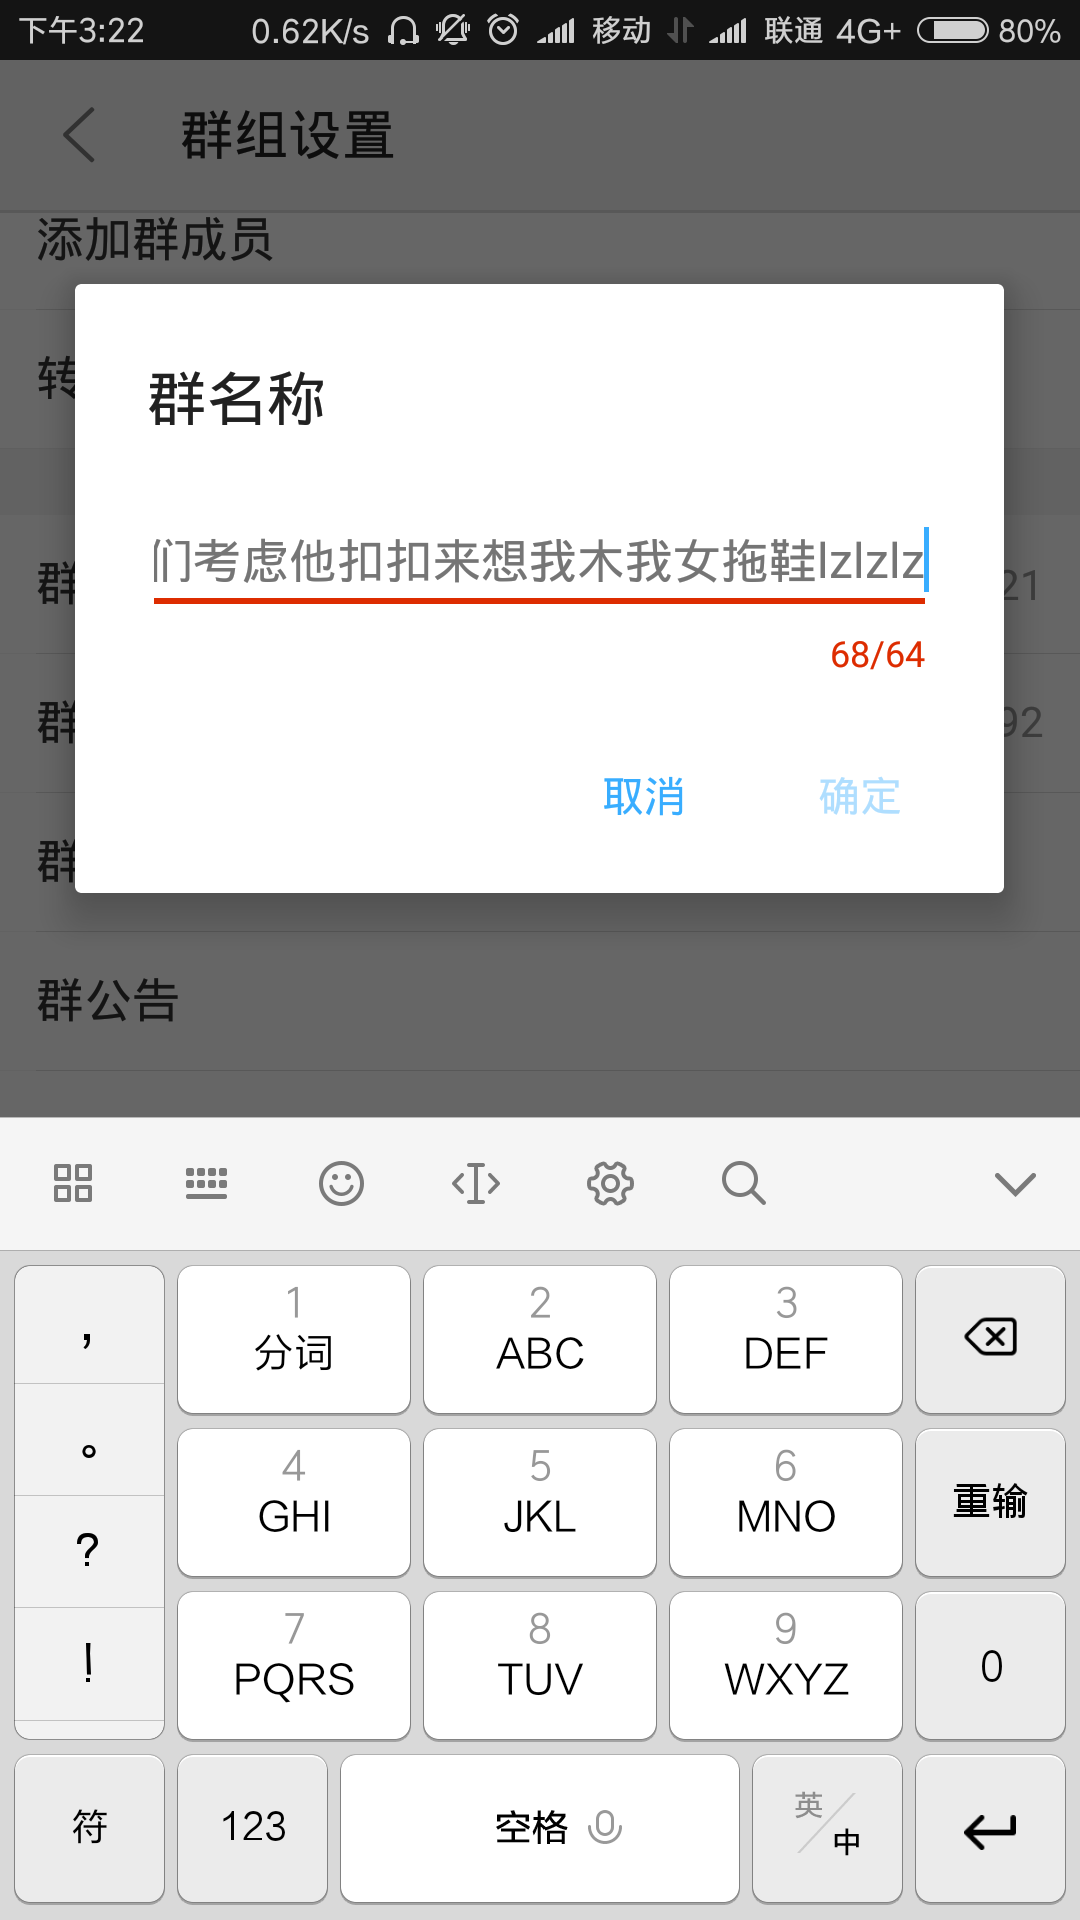 下午3:22 0.62K/s 移动 联通 4G+ 80%
群组设置
添加群成员
转
群名称
们考虑他扣扣来想我木我女拖鞋lzlzlz
群 21
68/64
群 92
取消 确定
群
群公告
, 1 2 3
分词 ABC DEF
。 4 5 6
GHI JKL MNO 重输
?
! 7 8 9
PQRS TUV WXYZ 0
符 123 空格 英/中